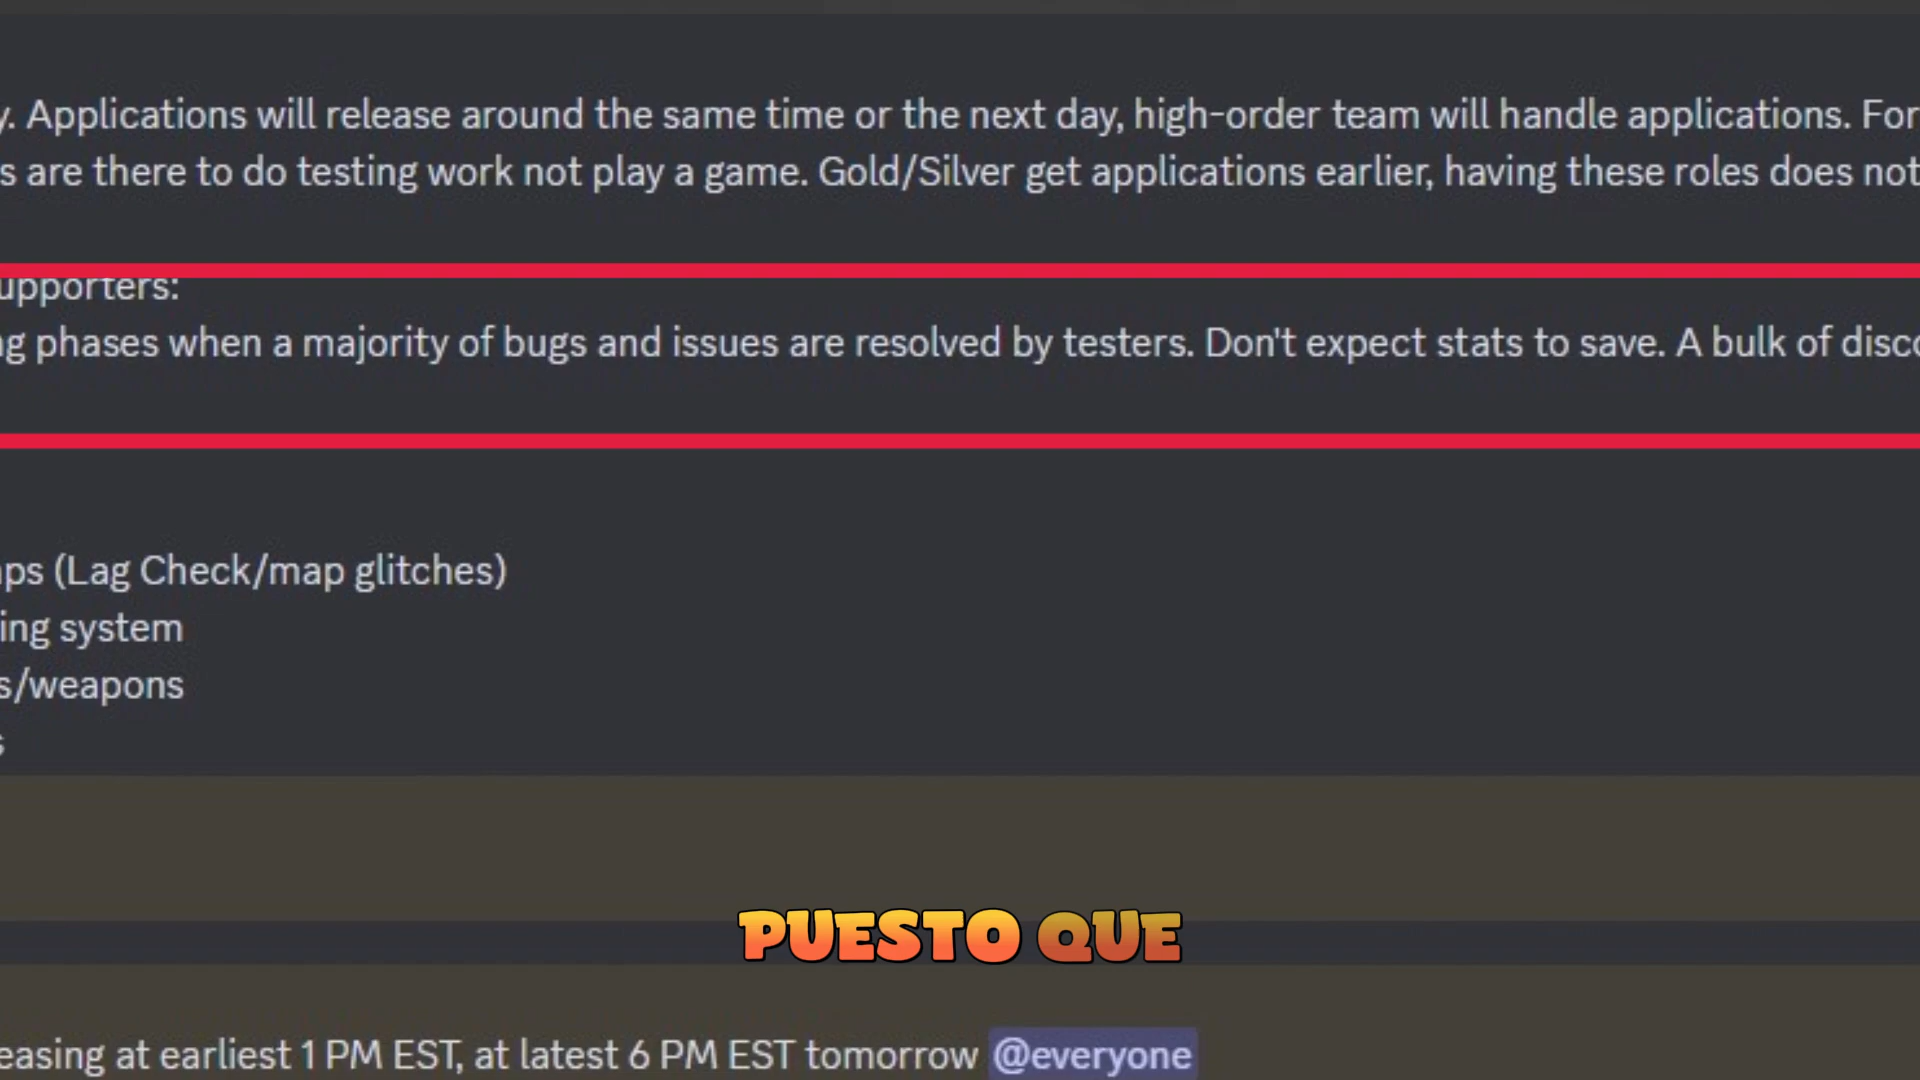 y. Applications will release around the same time or the next day, high-order team will handle applications. For
s are there to do testing work not play a game. Gold/Silver get applications earlier, having these roles does not
upporters:
ng phases when a majority of bugs and issues are resolved by testers. Don't expect stats to save. A bulk of disco
aps (Lag Check/map glitches)
ing system
s/weapons
s
PUESTO QUE
easing at earliest 1 PM EST, at latest 6 PM EST tomorrow @everyone